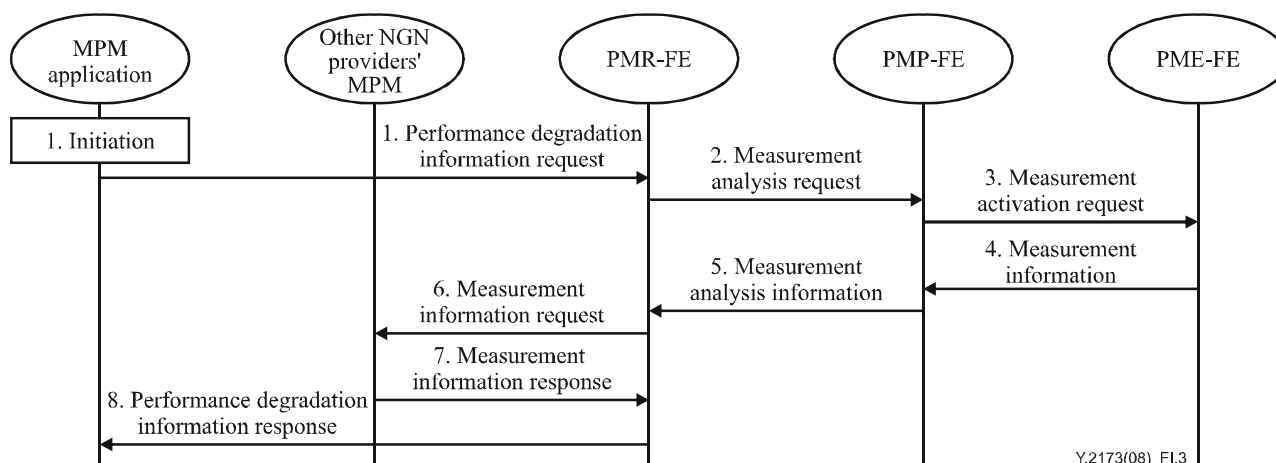 MPM
application
Other NGN
providers'
MPM
PMR-FE
PMP-FE
PME-FE
1. Initiation
1. Performance degradation
information request
2. Measurement
analysis request
3. Measurement
activation request
4. Measurement
information
5. Measurement
analysis information
6. Measurement
information request
7. Measurement
information response
8. Performance degradation
information response
Y.2173(08)_FI.3